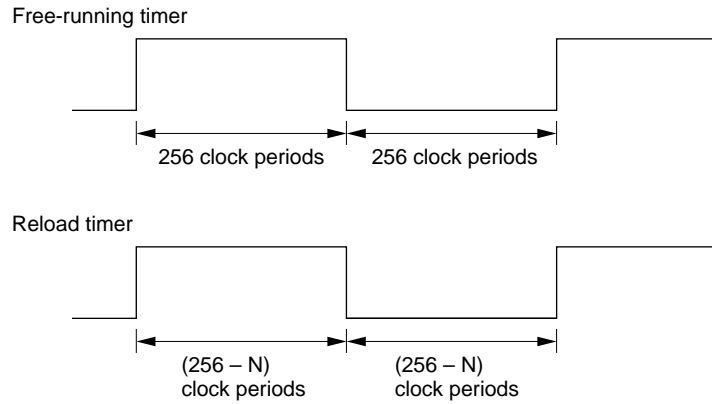 Free-running timer
256 clock periods 256 clock periods
Reload timer
(256 – N) (256 – N)
clock periods clock periods